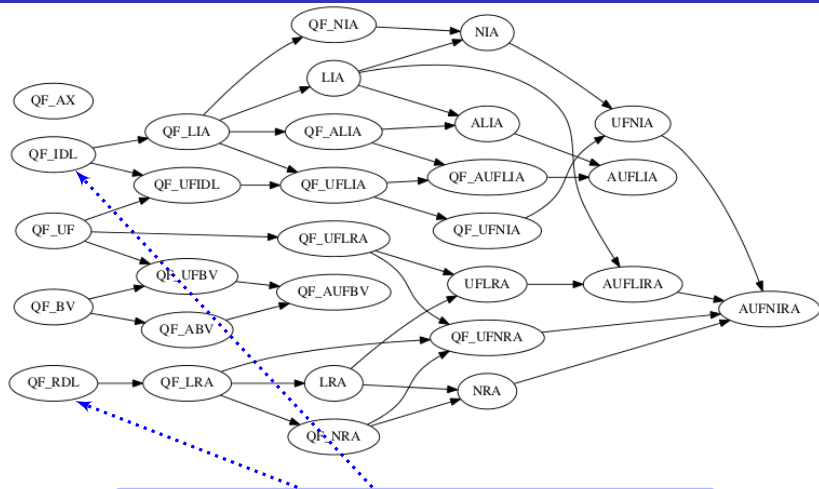 QF_NIA
NIA
LIA
QF_AX
QF_LIA
QF_ALIA
ALIA
UFNIA
QF_IDL
QF_UFIDL
QF_UFLIA
QF_AUFLIA
AUFLIA
QF_UF
QF_UFLRA
QF_UFNIA
QF_UFBV
QF_AUFBV
UFLRA
AUFLIRA
QF_BV
QF_ABV
QF_UFNRA
AUFNIRA
QF_RDL
QF_LRA
LRA
NRA
QF_NRA